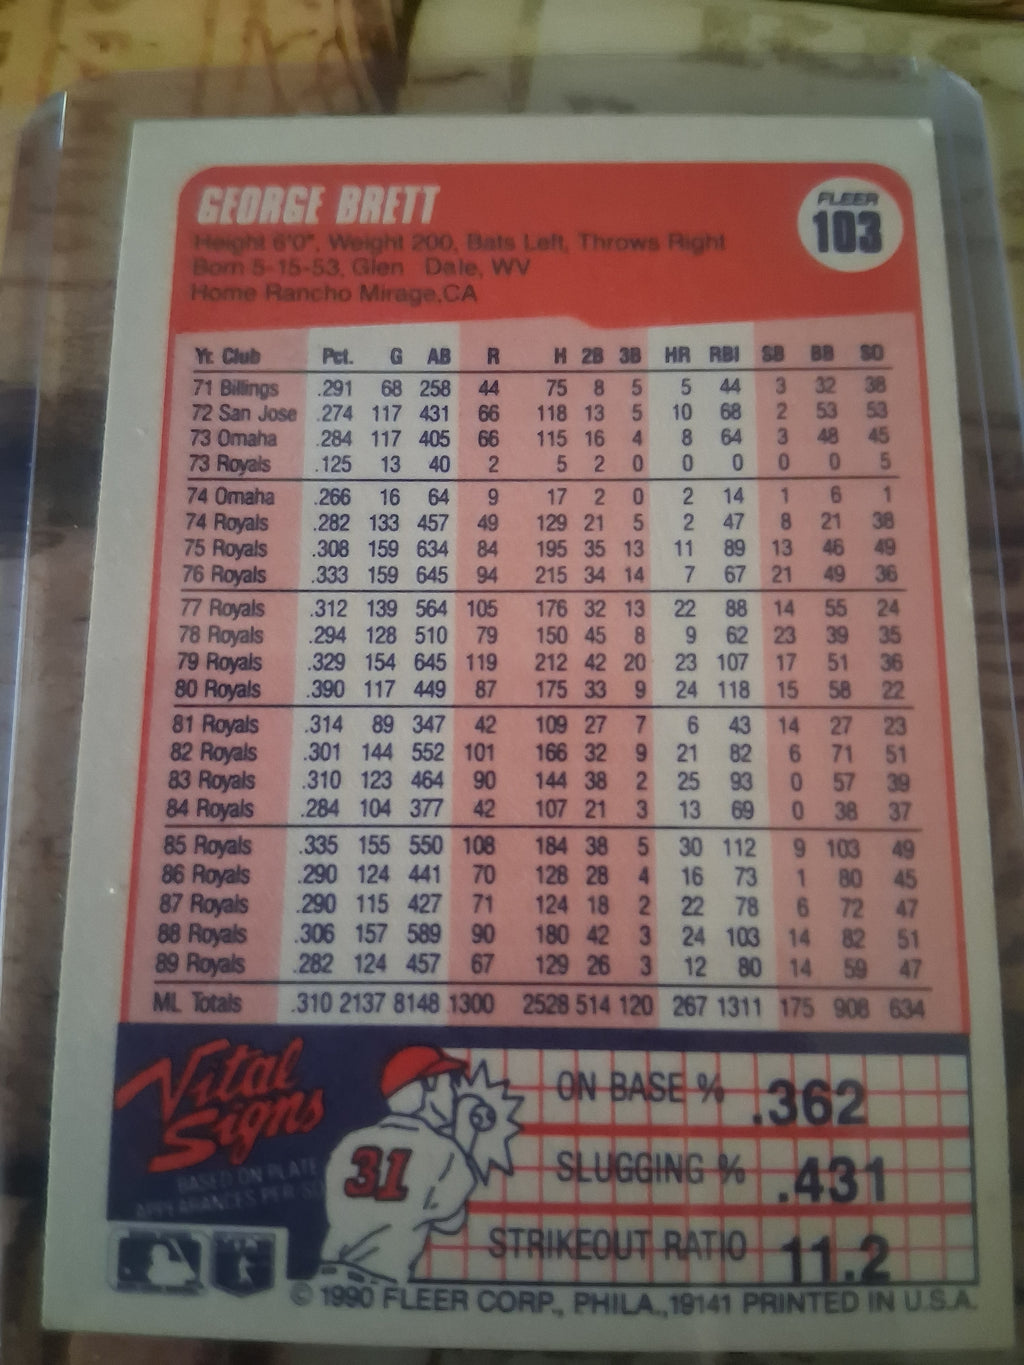 GEORGE BRETT
FLEER
103
Height 6'0", Weight 200, Bats Left, Throws Right
Born 5-15-53, Glen Dale, WV
Home Rancho Mirage,CA
Yr. Club Pct. G AB R H 2B 3B HR RBI SB BB SO
71 Billings .291 68 258 44 75 8 5 5 44 3 32 38
72 San Jose .274 117 431 66 118 13 5 10 68 2 53 53
73 Omaha .284 117 405 66 115 16 4 8 64 3 48 45
73 Royals .125 13 40 2 5 2 0 0 0 0 0 5
74 Omaha .266 16 64 9 17 2 0 2 14 1 6 1
74 Royals .282 133 457 49 129 21 5 2 47 8 21 38
75 Royals .308 159 634 84 195 35 13 11 89 13 46 49
76 Royals .333 159 645 94 215 34 14 7 67 21 49 36
77 Royals .312 139 564 105 176 32 13 22 88 14 55 24
78 Royals .294 128 510 79 150 45 8 9 62 23 39 35
79 Royals .329 154 645 119 212 42 20 23 107 17 51 36
80 Royals .390 117 449 87 175 33 9 24 118 15 58 22
81 Royals .314 89 347 42 109 27 7 6 43 14 27 23
82 Royals .301 144 552 101 166 32 9 21 82 6 71 51
83 Royals .310 123 464 90 144 38 2 25 93 0 57 39
84 Royals .284 104 377 42 107 21 3 13 69 0 38 37
85 Royals .335 155 550 108 184 38 5 30 112 9 103 49
86 Royals .290 124 441 70 128 28 4 16 73 1 80 45
87 Royals .290 115 427 71 124 18 2 22 78 6 72 47
88 Royals .306 157 589 90 180 42 3 24 103 14 82 51
89 Royals .282 124 457 67 129 26 3 12 80 14 59 47
ML Totals .310 2137 8148 1300 2528 514 120 267 1311 175 908 634
Vital
Signs
BASED ON PLATE
APPEARANCES PER SO
31
ON BASE % .362
SLUGGING % .431
STRIKEOUT RATIO 11.2
© 1990 FLEER CORP., PHILA.,19141 PRINTED IN U.S.A.